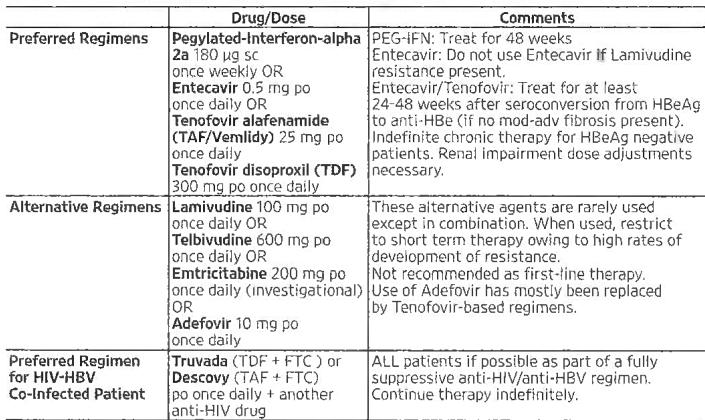 Drug/Dose Comments
Preferred Regimens
Pegylated-interferon-alpha
2a 180 µg sc
once weekly OR
Entecavir 0.5 mg po
once daily OR
Tenofovir alafenamide
(TAF/Vemlidy) 25 mg po
once daily
Tenofovir disoproxil (TDF)
300 mg po once daily
PEG-IFN: Treat for 48 weeks
Entecavir: Do not use Entecavir If Lamivudine
resistance present.
Entecavir/Tenofovir: Treat for at least
24-48 weeks after seroconversion from HBeAg
to anti-HBe (if no mod-adv fibrosis present).
Indefinite chronic therapy for HBeAg negative
patients. Renal impairment dose adjustments
necessary.
Alternative Regimens
Lamivudine 100 mg po
once daily OR
Telbivudine 600 mg po
once daily OR
Emtricitabine 200 mg po
once daily (investigational)
OR
Adefovir 10 mg po
once daily
These alternative agents are rarely used
except in combination. When used, restrict
to short term therapy owing to high rates of
development of resistance.
Not recommended as first-line therapy.
Use of Adefovir has mostly been replaced
by Tenofovir-based regimens.
Preferred Regimen
for HIV-HBV
Co-Infected Patient
Truvada (TDF + FTC ) or
Descovy (TAF + FTC)
po once daily + another
anti-HIV drug
ALL patients if possible as part of a fully
suppressive anti-HIV/anti-HBV regimen.
Continue therapy indefinitely.